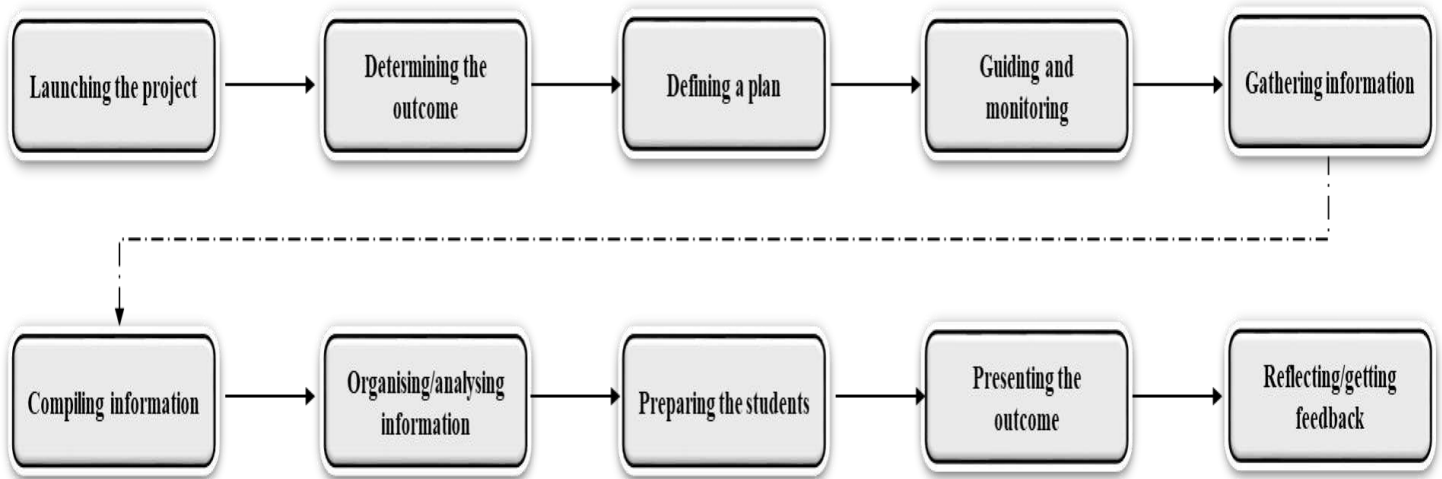 Launching the project
Determining the
outcome
Defining a plan
Guiding and
monitoring
Gathering information
Compiling information
Organising/analysing
information
Preparing the students
Presenting the
outcome
Reflecting/getting
feedback